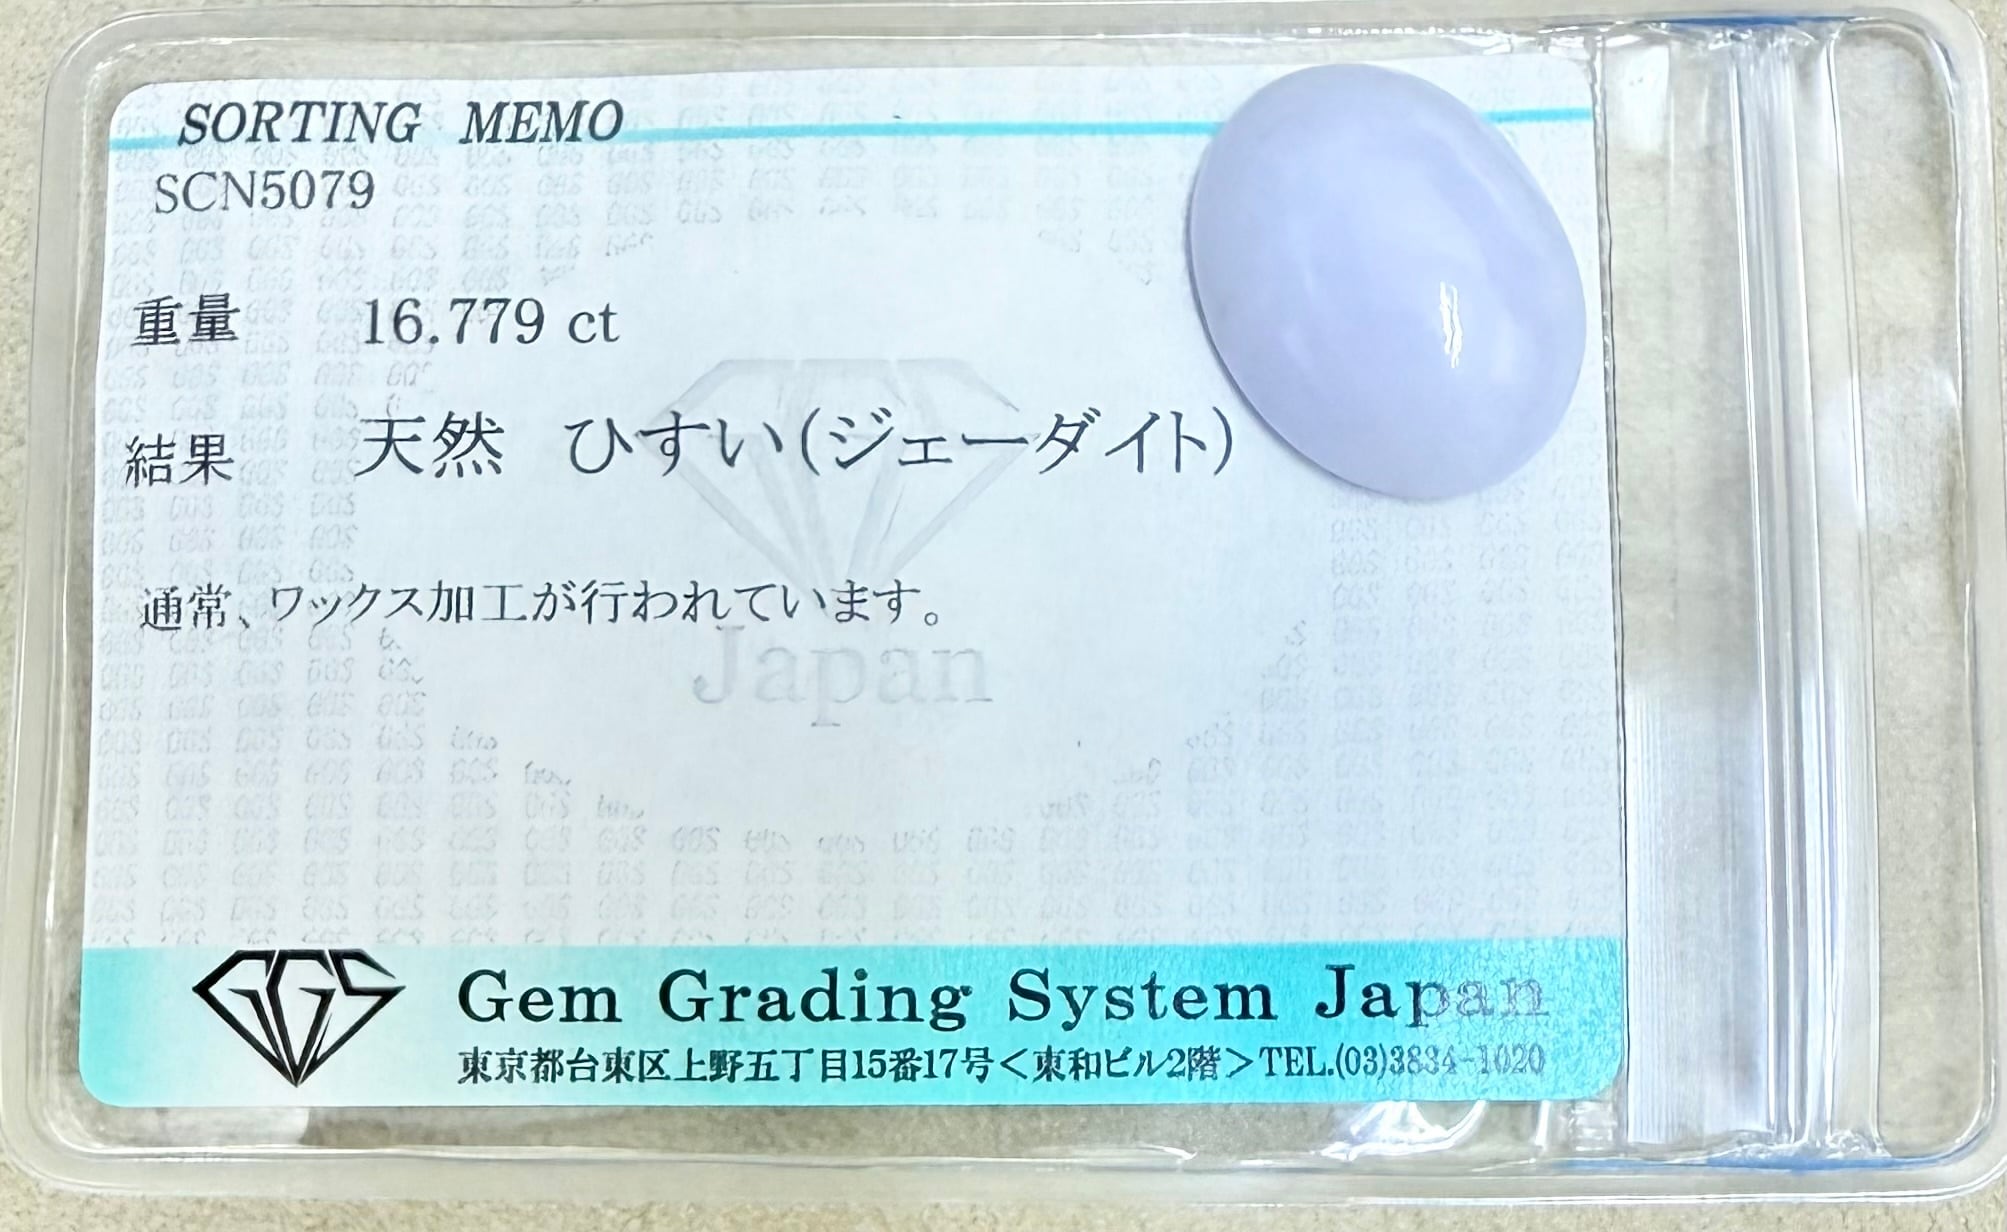 SORTING MEMO
SCN5079
重量 16.779 ct
結果 天然 ひすい(ジェーダイト)
通常、ワックス加工が行われています。
Japan
GGS Gem Grading System Japan
東京都台東区上野五丁目15番17号<東和ビル2階>TEL.(03)3834-1020